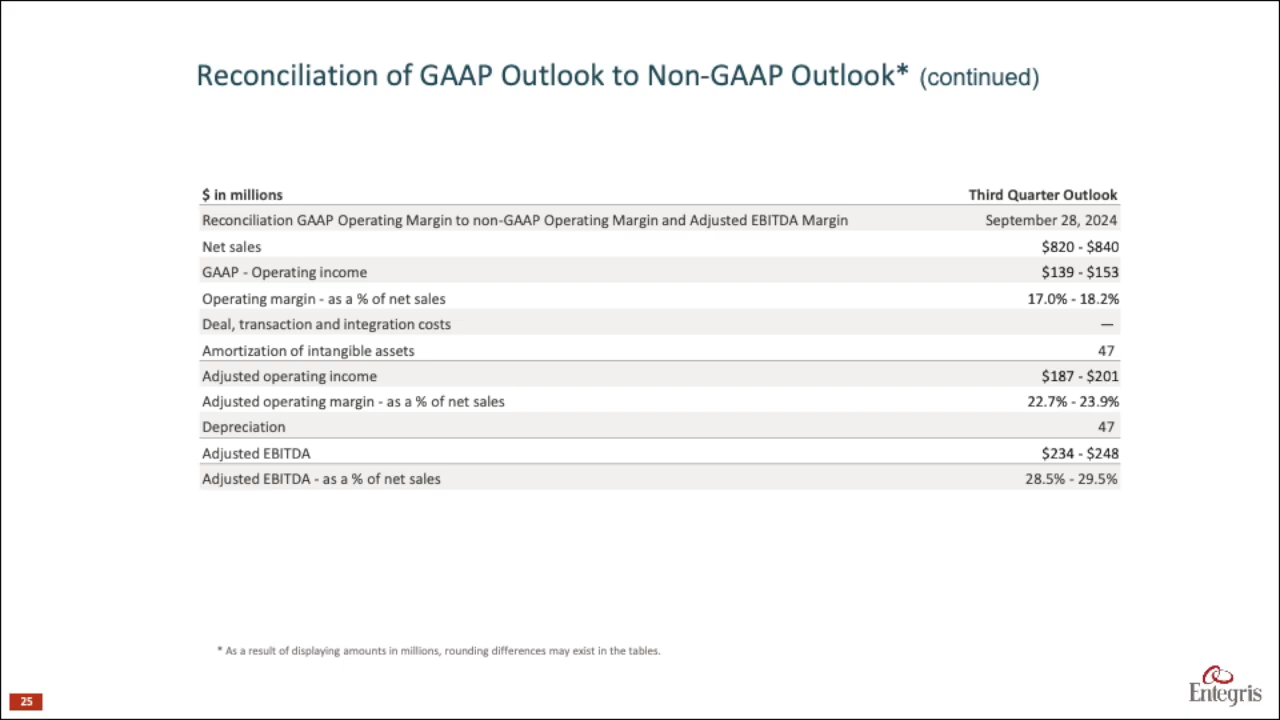 Reconciliation of GAAP Outlook to Non-GAAP Outlook* (continued)
$ in millions Third Quarter Outlook
Reconciliation GAAP Operating Margin to non-GAAP Operating Margin and Adjusted EBITDA Margin September 28, 2024
Net sales $820 - $840
GAAP - Operating income $139 - $153
Operating margin - as a % of net sales 17.0% - 18.2%
Deal, transaction and integration costs —
Amortization of intangible assets 47
Adjusted operating income $187 - $201
Adjusted operating margin - as a % of net sales 22.7% - 23.9%
Depreciation 47
Adjusted EBITDA $234 - $248
Adjusted EBITDA - as a % of net sales 28.5% - 29.5%
* As a result of displaying amounts in millions, rounding differences may exist in the tables.
25
Entegris